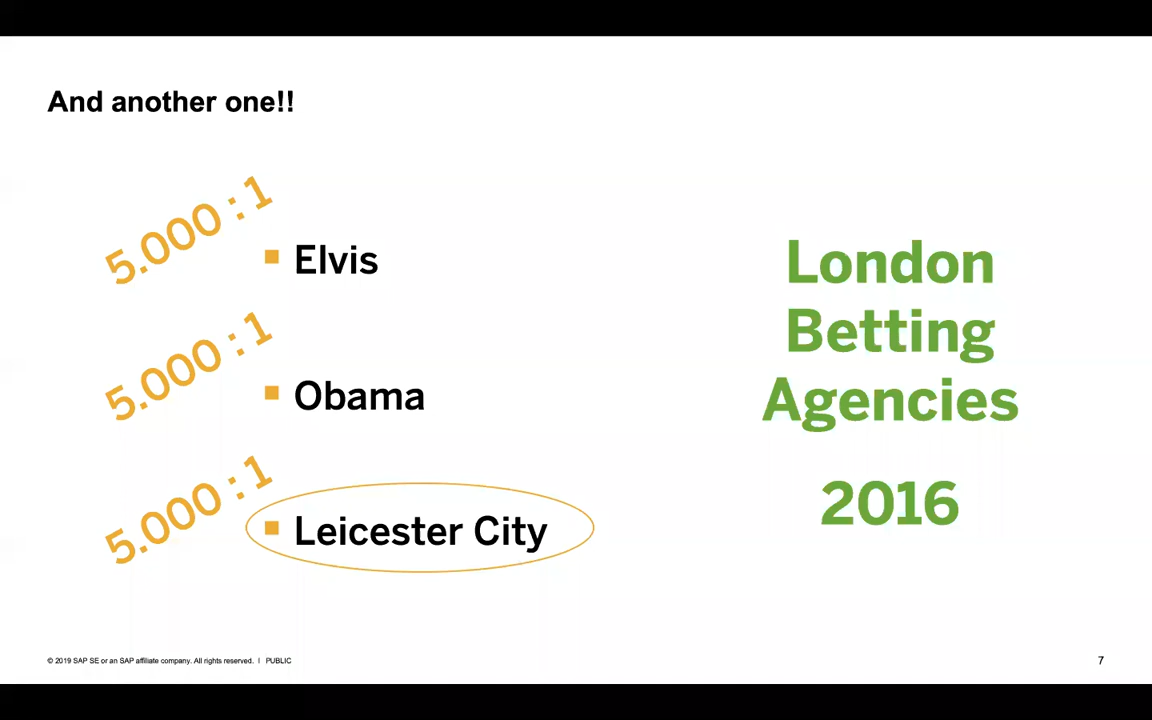 And another one!!
5.000 : 1
Elvis
5.000 : 1
Obama
5.000 : 1
Leicester City
London
Betting
Agencies
2016
© 2019 SAP SE or an SAP affiliate company. All rights reserved. ǀ PUBLIC
7